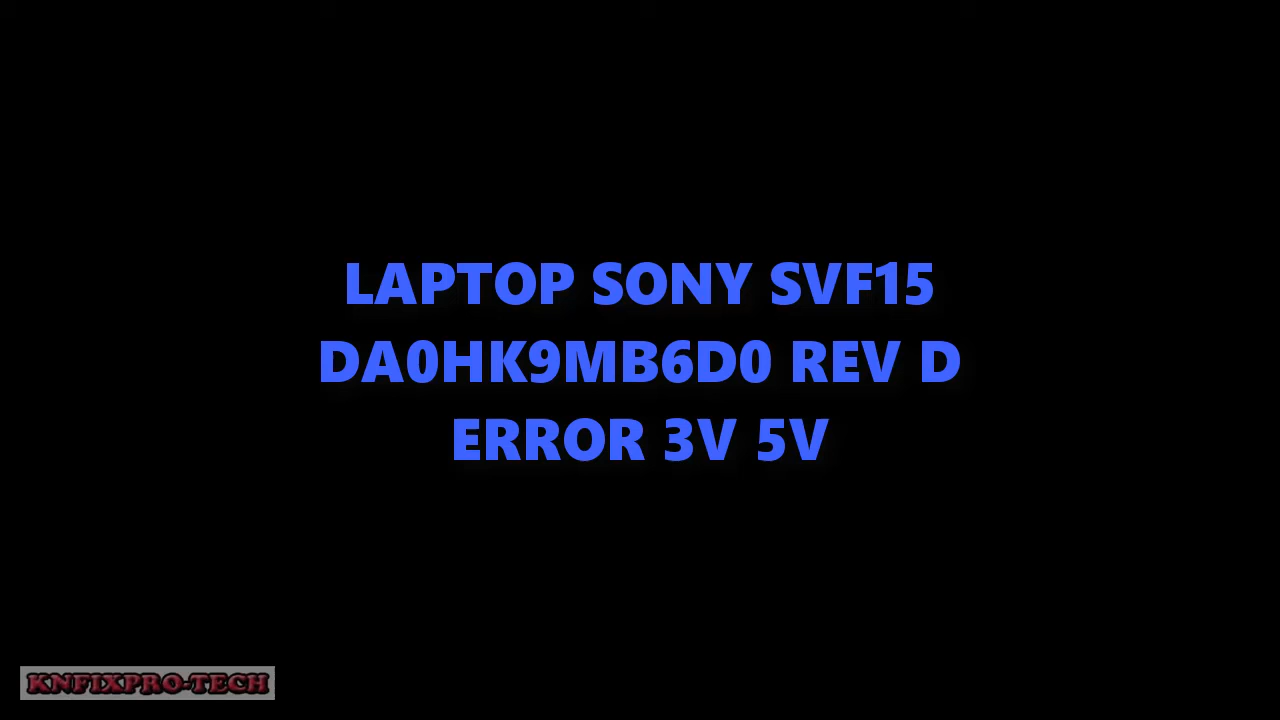 LAPTOP SONY SVF15
DA0HK9MB6D0 REV D
ERROR 3V 5V
KNFIXPRO-TECH